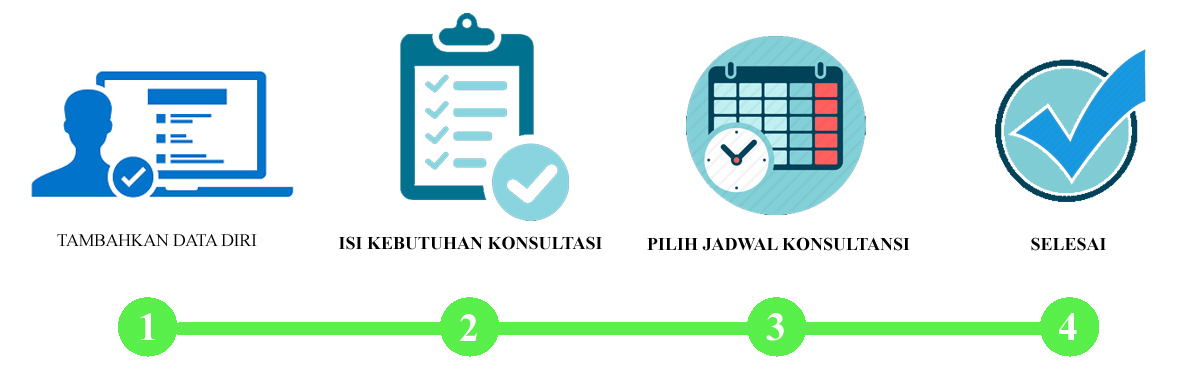 TAMBAHKAN DATA DIRI
ISI KEBUTUHAN KONSULTASI
PILIH JADWAL KONSULTANSI
SELESAI
1
2
3
4